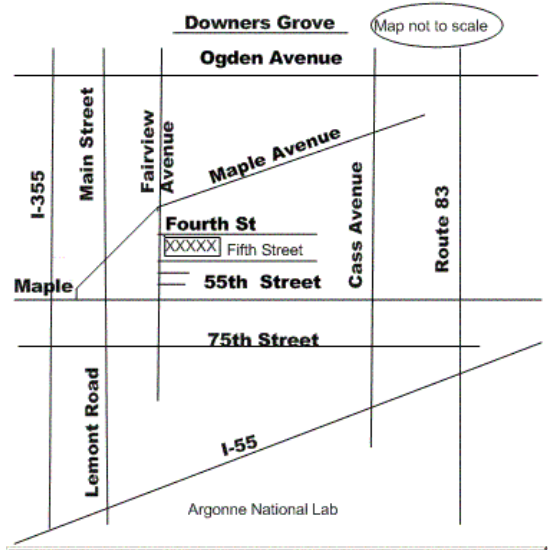 Downers Grove
Map not to scale
Ogden Avenue
I-355
Main Street
Fairview
Avenue
Maple Avenue
Cass Avenue
Route 83
Fourth St
XXXXX
Fifth Street
Maple
55th Street
75th Street
Lemont Road
I-55
Argonne National Lab